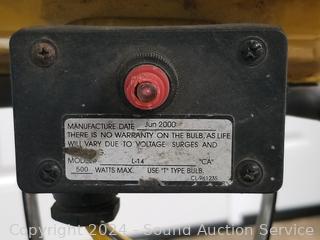 MANUFACTURE DATE Jun 2000
THERE IS NO WARRANTY ON THE BULB, AS LIFE
WILL VARY DUE TO VOLTAGE SURGES AND
MODEL L-14 "CA"
500 WATTS MAX. USE "T" TYPE BULB.
Copyright 2024 - Sound Auction Service